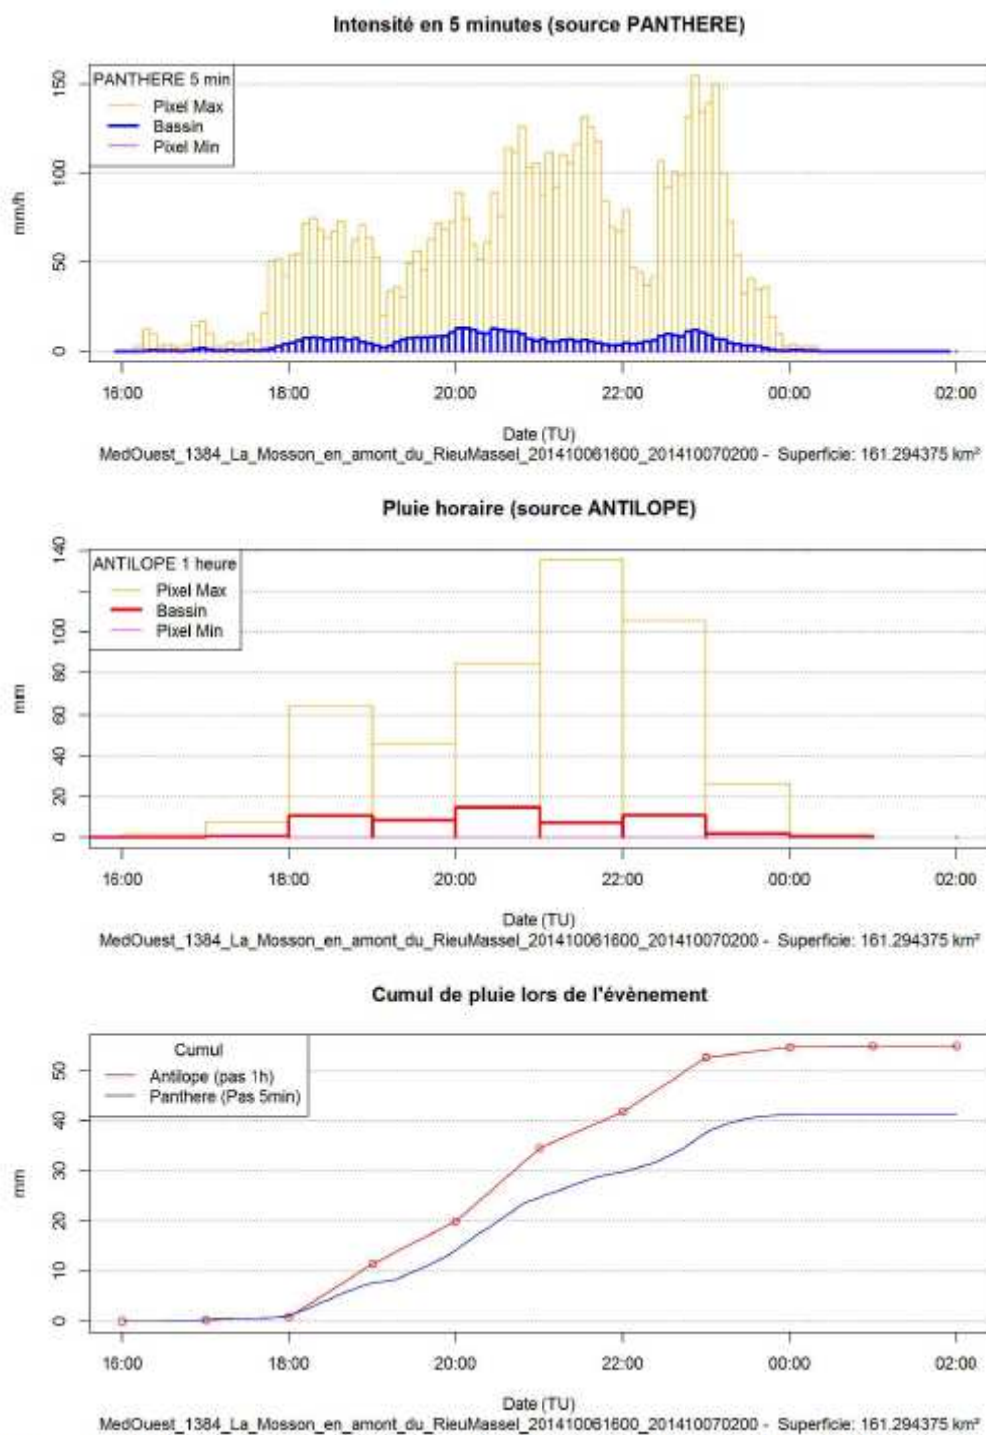 Intensité en 5 minutes (source PANTHERE)
PANTHERE 5 min
Pixel Max
Bassin
Pixel Min
mm/h
150
100
50
0
16:00 18:00 20:00 22:00 00:00 02:00
Date (TU)
MedOuest_1384_La_Mosson_en_amont_du_RieuMassel_201410061600_201410070200 - Superficie: 161.294375 km²
Pluie horaire (source ANTILOPE)
ANTILOPE 1 heure
Pixel Max
Bassin
Pixel Min
mm
140
100
80
60
40
20
0
16:00 18:00 20:00 22:00 00:00 02:00
Date (TU)
MedOuest_1384_La_Mosson_en_amont_du_RieuMassel_201410061600_201410070200 - Superficie: 161.294375 km²
Cumul de pluie lors de l'évènement
Cumul
Antilope (pas 1h)
Panthere (Pas 5min)
mm
50
40
30
20
10
0
16:00 18:00 20:00 22:00 00:00 02:00
Date (TU)
MedOuest_1384_La_Mosson_en_amont_du_RieuMassel_201410061600_201410070200 - Superficie: 161.294375 km²